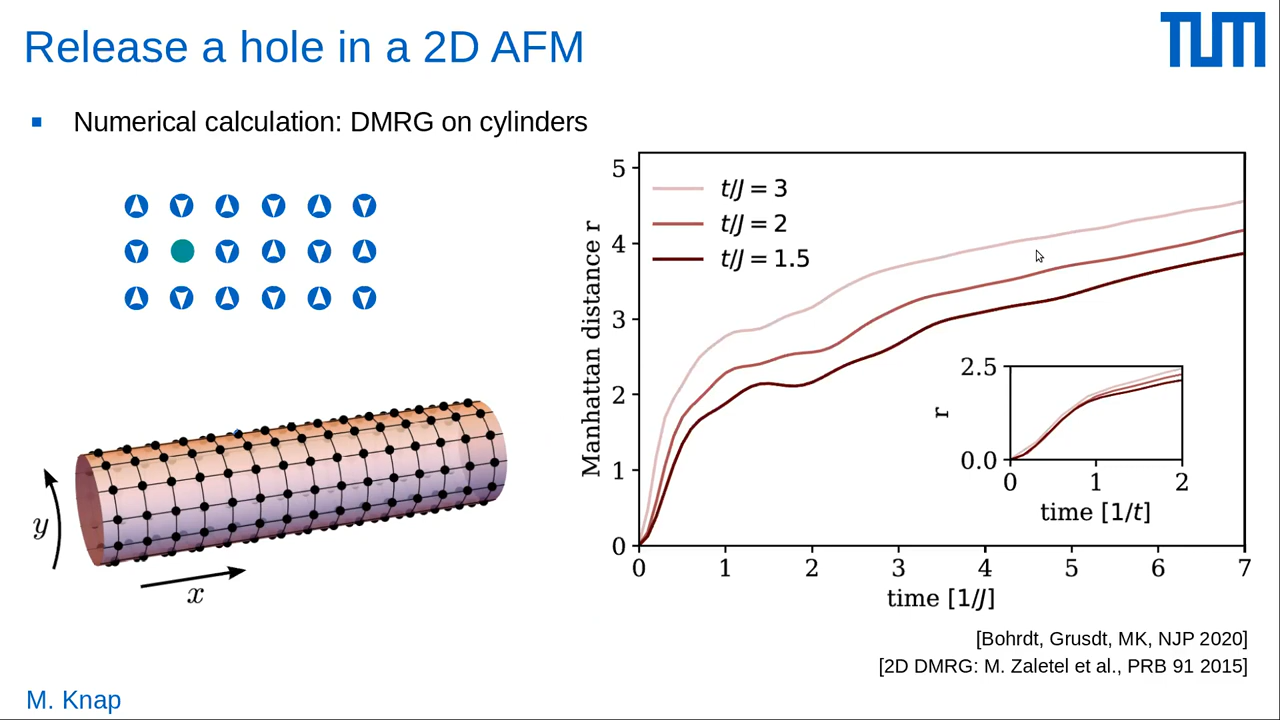 Release a hole in a 2D AFM
TUM
▪ Numerical calculation: DMRG on cylinders
y
x
Manhattan distance r
5
4
3
2
1
0
t/J = 3
t/J = 2
t/J = 1.5
r
2.5
0.0
0 1 2
time [1/t]
0 1 2 3 4 5 6 7
time [1/J]
[Bohrdt, Grusdt, MK, NJP 2020]
[2D DMRG: M. Zaletel et al., PRB 91 2015]
M. Knap